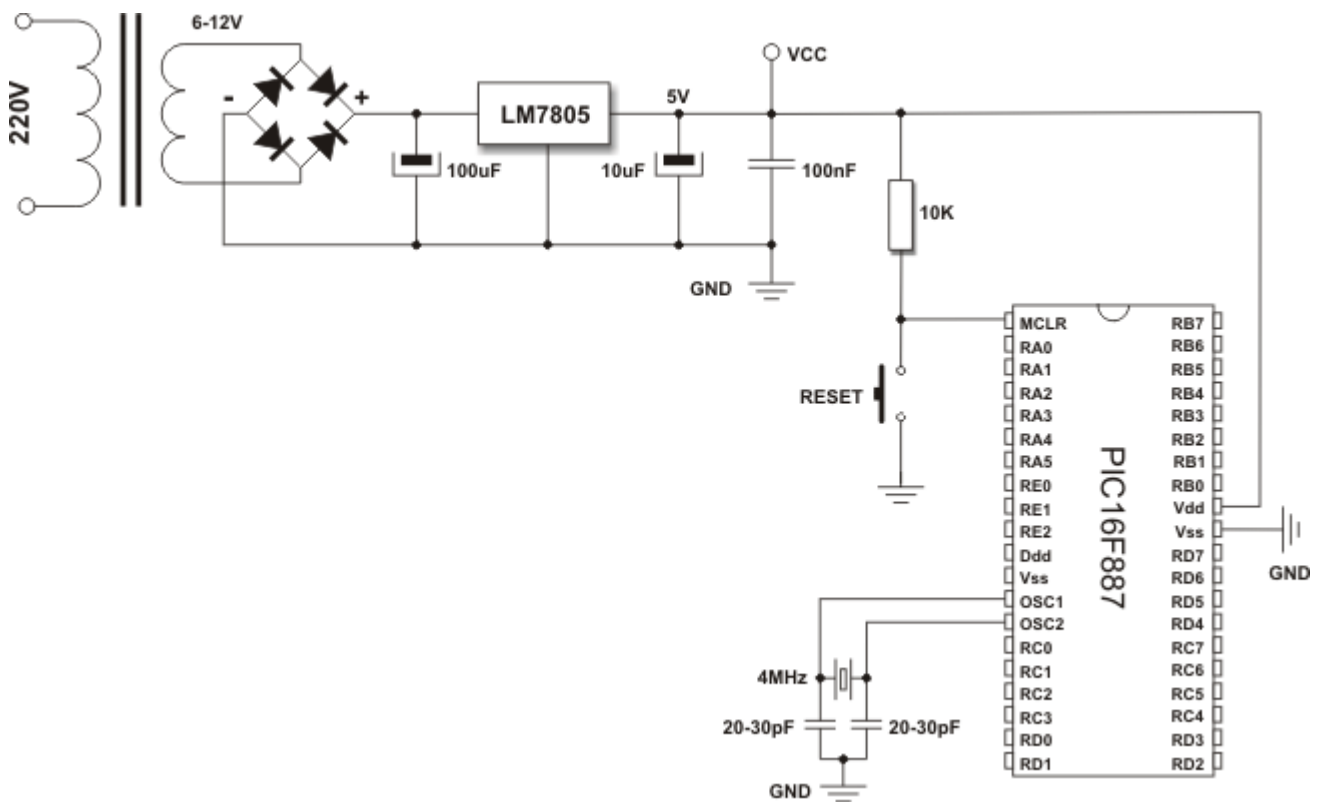 6-12V
220V
-
+
LM7805
5V
VCC
100uF
10uF
100nF
10K
GND
RESET
MCLR
RA0
RA1
RA2
RA3
RA4
RA5
RE0
RE1
RE2
Ddd
Vss
OSC1
OSC2
RC0
RC1
RC2
RC3
RD0
RD1
PIC16F887
RB7
RB6
RB5
RB4
RB3
RB2
RB1
RB0
Vdd
Vss
RD7
RD6
RD5
RD4
RC7
RC6
RC5
RC4
RD3
RD2
GND
4MHz
20-30pF
20-30pF
GND